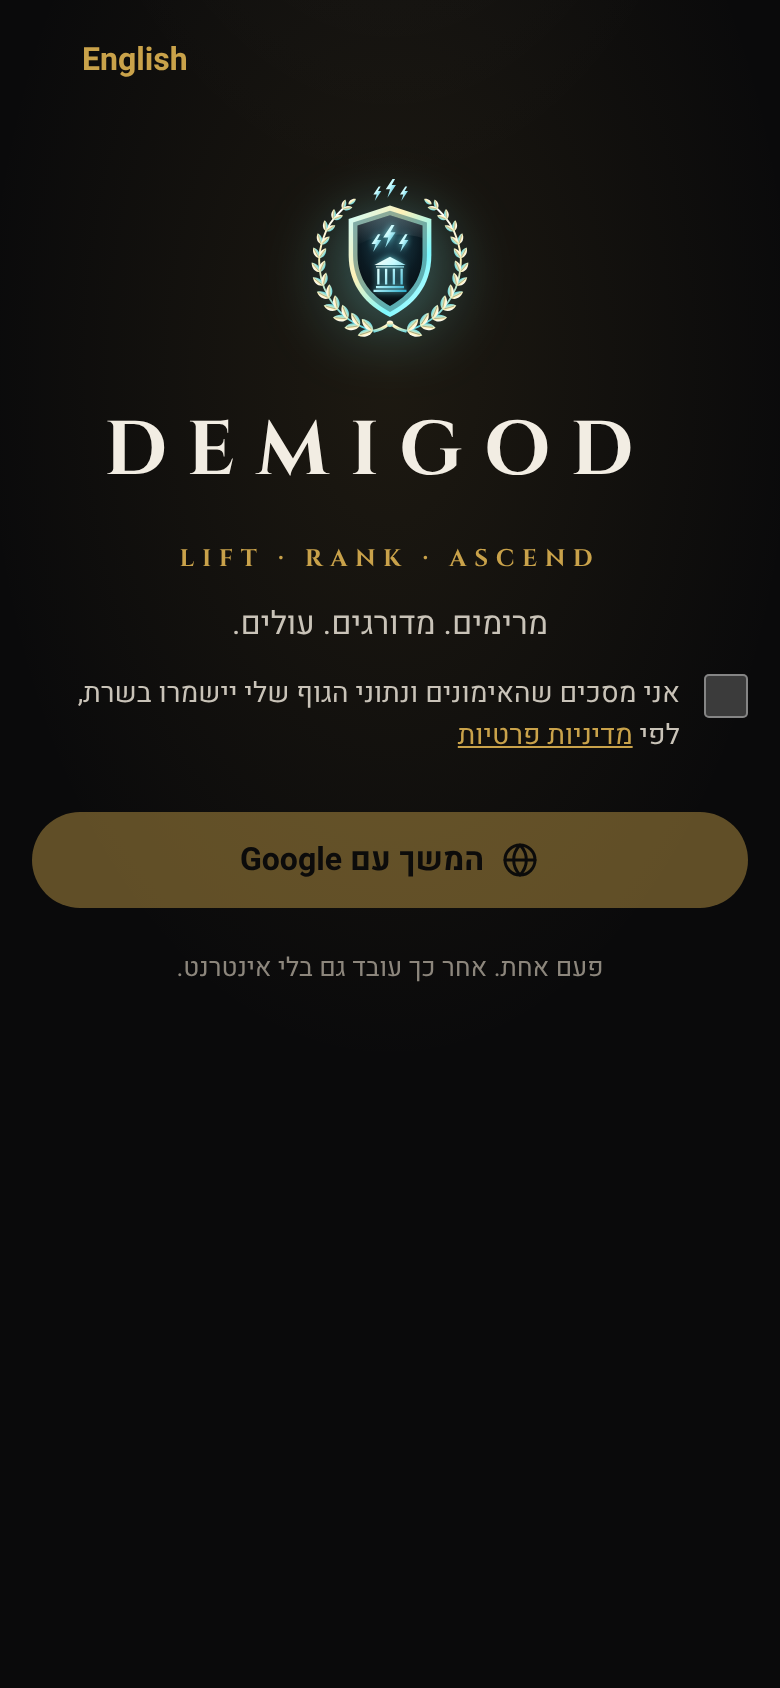 English
DEMIGOD
LIFT · RANK · ASCEND
מרימים. מדורגים. עולים.
אני מסכים שהאימונים ונתוני הגוף שלי יישמרו בשרת,
לפי מדיניות פרטיות
המשך עם Google
פעם אחת. אחר כך עובד גם בלי אינטרנט.